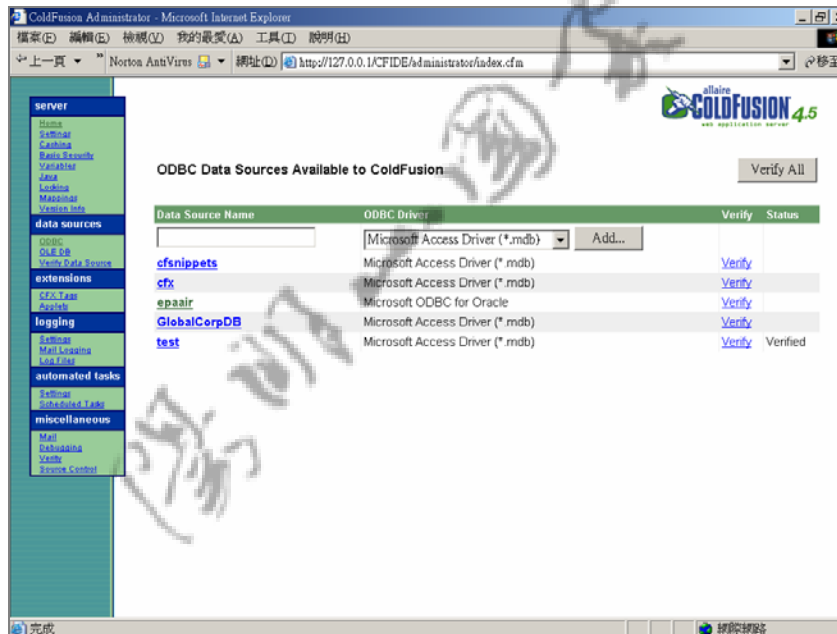 ColdFusion Administrator - Microsoft Internet Explorer
檔案(F) 編輯(E) 檢視(V) 我的最愛(A) 工具(T) 說明(H)
上一頁 Norton AntiVirus 網址(D) http://127.0.0.1/CFIDE/administrator/index.cfm 移至
allaire
COLDFUSION 4.5
web application server
server
Home
Settings
Caching
Basic Security
Variables
Java
Locking
Mappings
Version Info
data sources
ODBC
OLE DB
Verify Data Source
extensions
CFX Tags
Applets
logging
Settings
Mail Logging
Log Files
automated tasks
Settings
Scheduled Tasks
miscellaneous
Mail
Debugging
Verify
Source Control
ODBC Data Sources Available to ColdFusion Verify All
Data Source Name ODBC Driver Verify Status
Microsoft Access Driver (*.mdb) Add...
cfsnippets Microsoft Access Driver (*.mdb) Verify
cfx Microsoft Access Driver (*.mdb) Verify
epaair Microsoft ODBC for Oracle Verify
GlobalCorpDB Microsoft Access Driver (*.mdb) Verify
test Microsoft Access Driver (*.mdb) Verify Verified
完成 網際網路